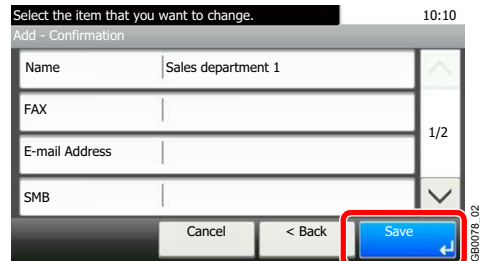 Select the item that you want to change. 10:10
Add - Confirmation
Name Sales department 1
FAX
1/2
E-mail Address
SMB
Cancel < Back Save
GB0078_02